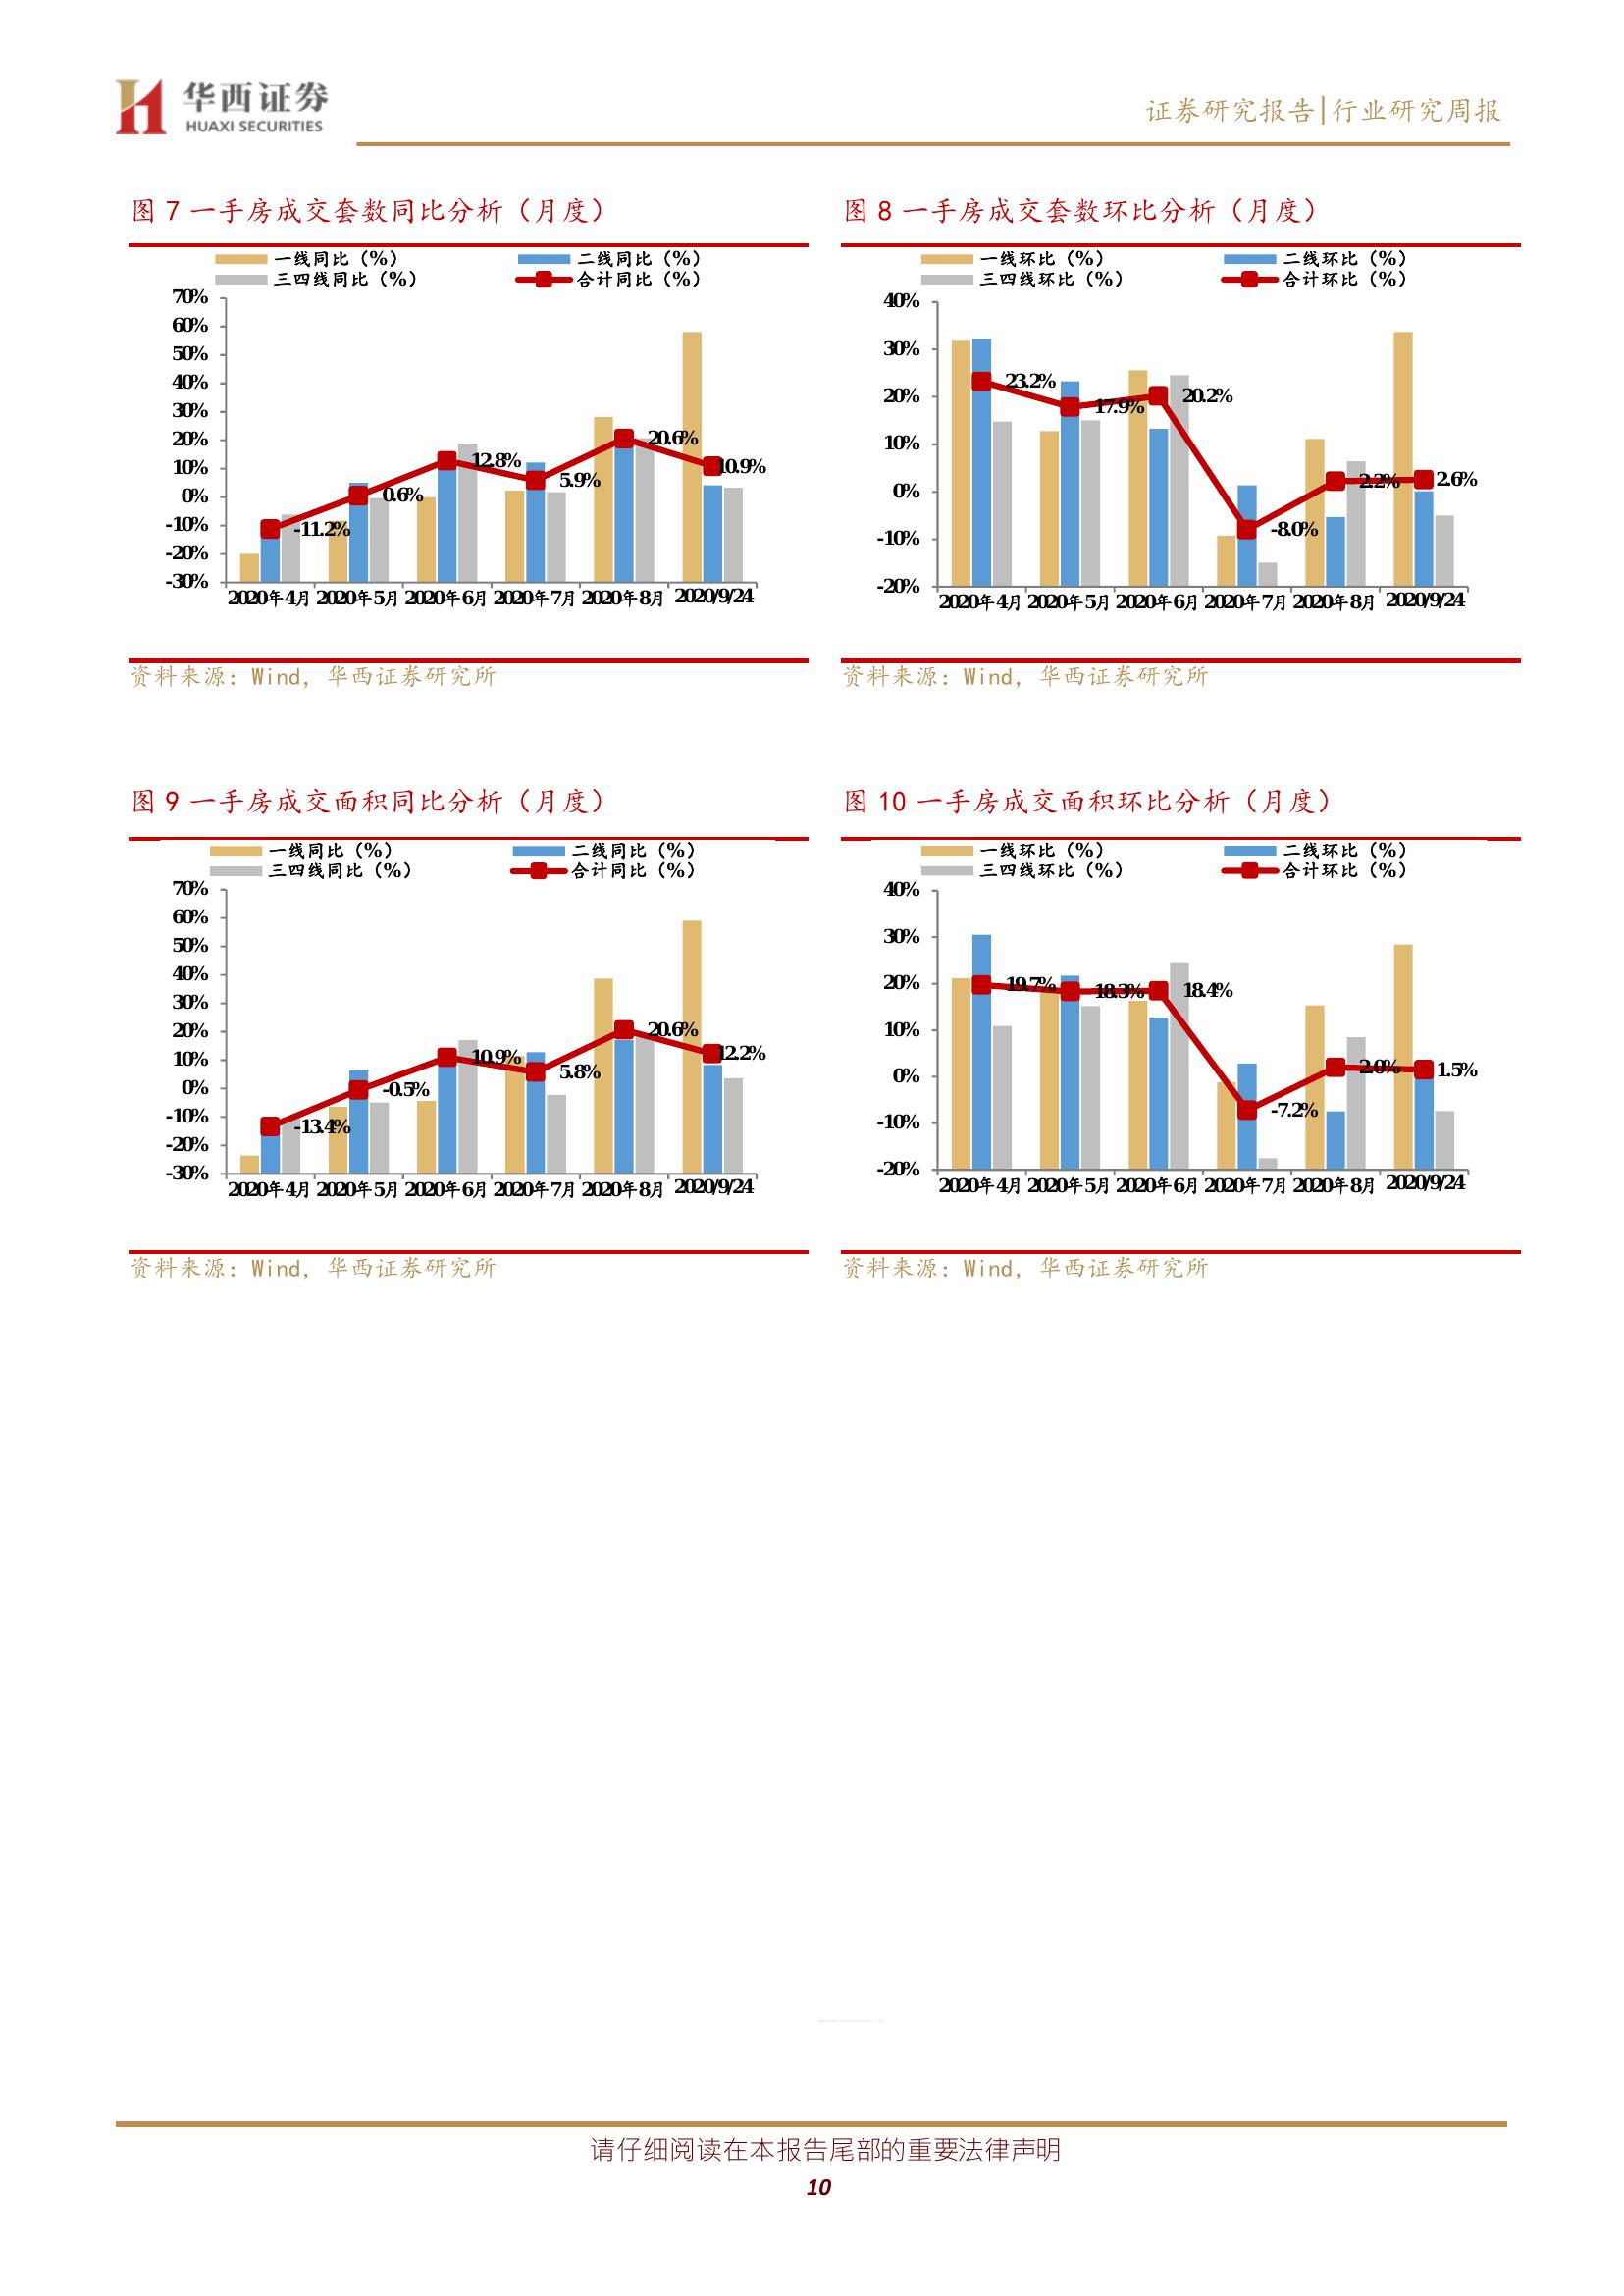 华西证券
HUAXI SECURITIES
证券研究报告|行业研究周报
图 7 一手房成交套数同比分析（月度）
一线同比（%）
二线同比（%）
三四线同比（%）
合计同比（%）
70%
60%
50%
40%
30%
20%
10%
0%
-10%
-20%
-30%
-11.2%
0.6%
12.8%
5.9%
20.6%
10.9%
2020年4月 2020年5月 2020年6月 2020年7月 2020年8月 2020/9/24
资料来源：Wind，华西证券研究所
图 8 一手房成交套数环比分析（月度）
一线环比（%）
二线环比（%）
三四线环比（%）
合计环比（%）
40%
30%
20%
10%
0%
-10%
-20%
23.2%
17.9%
20.2%
-8.0%
2.2%
2.6%
2020年4月 2020年5月 2020年6月 2020年7月 2020年8月 2020/9/24
资料来源：Wind，华西证券研究所
图 9 一手房成交面积同比分析（月度）
一线同比（%）
二线同比（%）
三四线同比（%）
合计同比（%）
70%
60%
50%
40%
30%
20%
10%
0%
-10%
-20%
-30%
-13.4%
-0.5%
10.9%
5.8%
20.6%
12.2%
2020年4月 2020年5月 2020年6月 2020年7月 2020年8月 2020/9/24
资料来源：Wind，华西证券研究所
图 10 一手房成交面积环比分析（月度）
一线环比（%）
二线环比（%）
三四线环比（%）
合计环比（%）
40%
30%
20%
10%
0%
-10%
-20%
19.7%
18.3%
18.4%
-7.2%
2.0%
1.5%
2020年4月 2020年5月 2020年6月 2020年7月 2020年8月 2020/9/24
资料来源：Wind，华西证券研究所
请仔细阅读在本报告尾部的重要法律声明
10